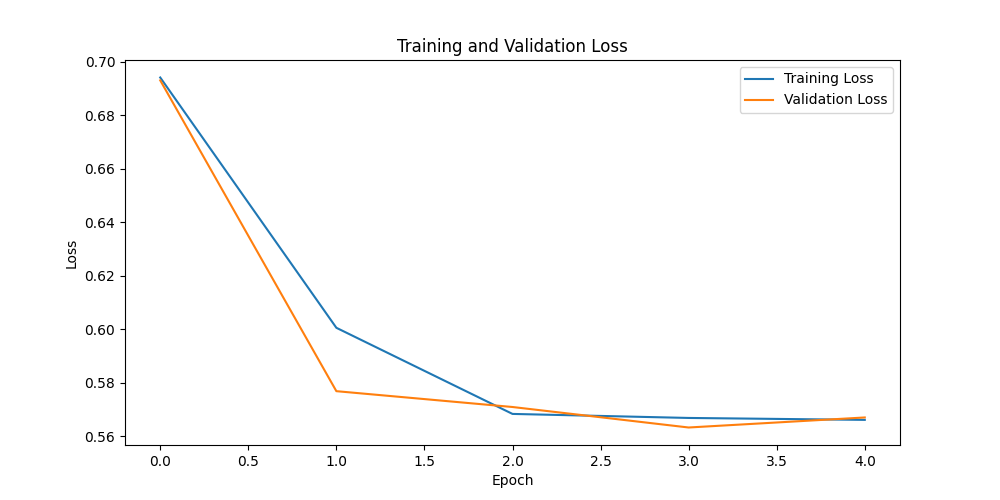 Training and Validation Loss
Training Loss
Validation Loss
0.70
0.68
0.66
0.64
0.62
0.60
0.58
0.56
Loss
0.0 0.5 1.0 1.5 2.0 2.5 3.0 3.5 4.0
Epoch